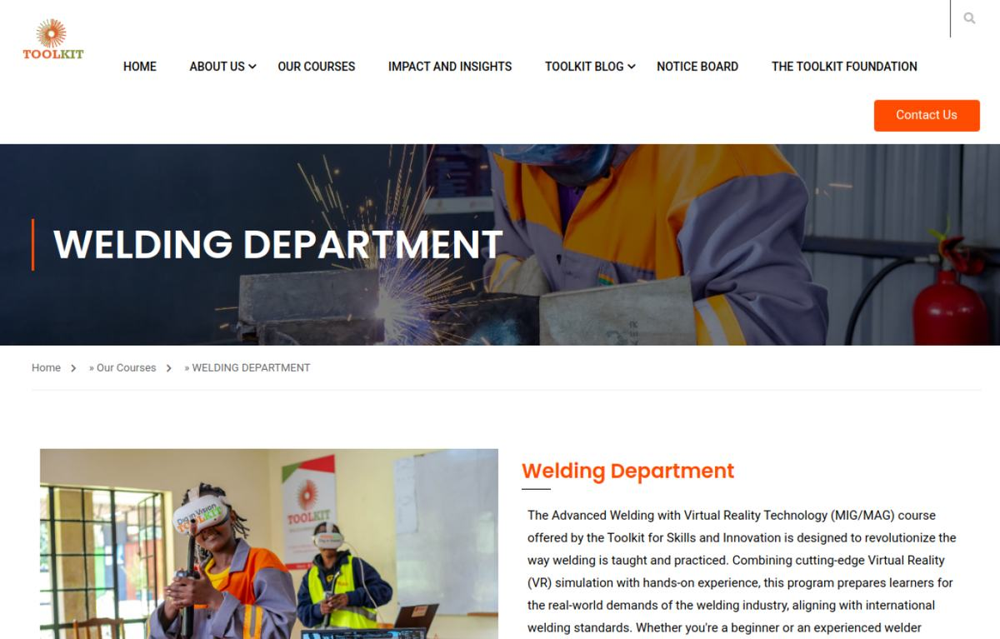 TOOLKIT
HOME
ABOUT US
OUR COURSES
IMPACT AND INSIGHTS
TOOLKIT BLOG
NOTICE BOARD
THE TOOLKIT FOUNDATION
Contact Us
WELDING DEPARTMENT
Home
» Our Courses
» WELDING DEPARTMENT
Dig in Vision
TOOLKIT
TOOLKIT
Welding Department
The Advanced Welding with Virtual Reality Technology (MIG/MAG) course
offered by the Toolkit for Skills and Innovation is designed to revolutionize the
way welding is taught and practiced. Combining cutting-edge Virtual Reality
(VR) simulation with hands-on experience, this program prepares learners for
the real-world demands of the welding industry, aligning with international
welding standards. Whether you're a beginner or an experienced welder